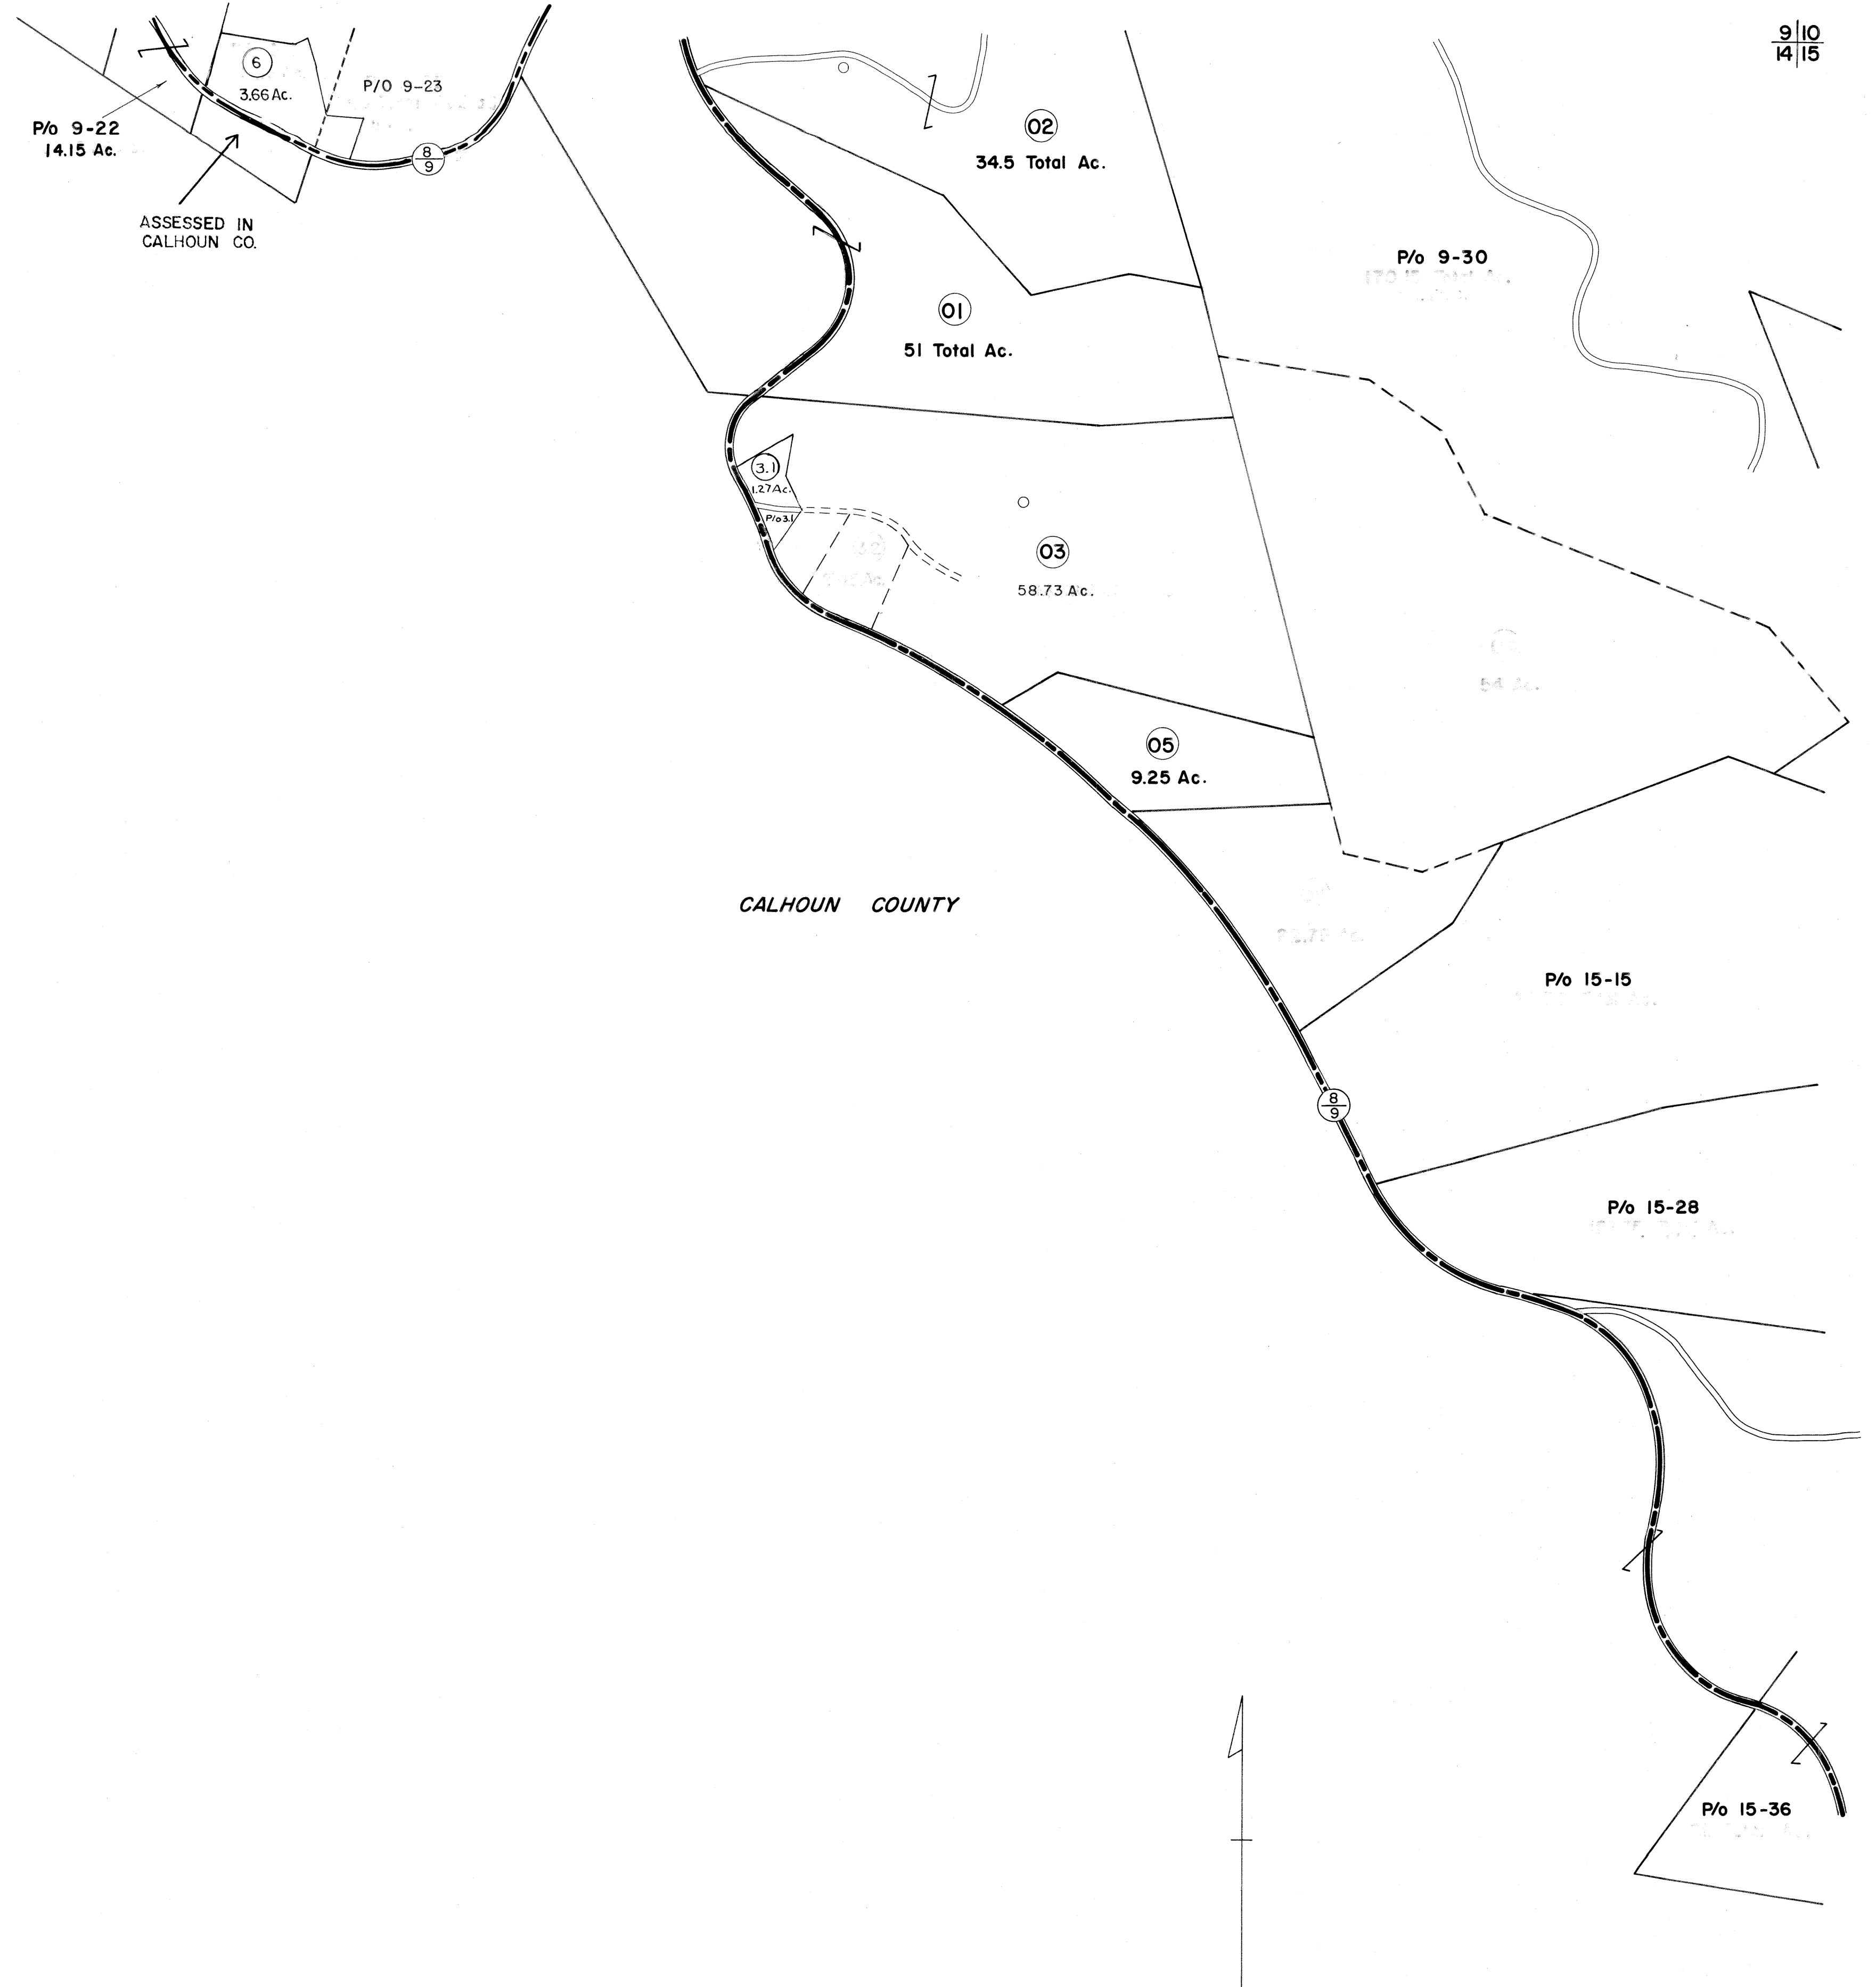 9 10
14 15
6
3.66 Ac.
P/O 9-23
P/o 9-22
14.15 Ac.
8
9
ASSESSED IN
CALHOUN CO.
02
34.5 Total Ac.
P/o 9-30
01
51 Total Ac.
3.1
1.27 Ac.
P/o 3.1
03
58.73 Ac.
05
9.25 Ac.
CALHOUN COUNTY
P/o 15-15
8
9
P/o 15-28
P/o 15-36